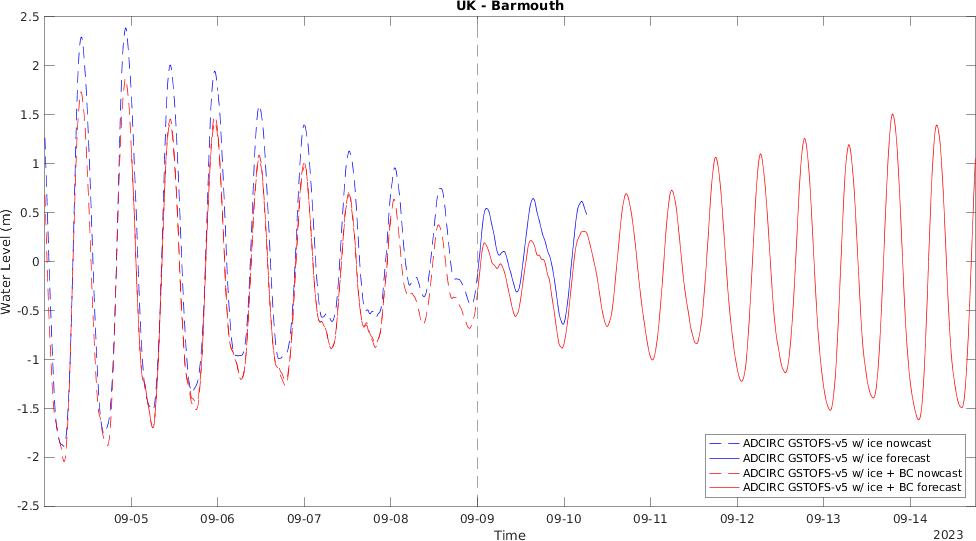 UK - Barmouth
2.5
2
1.5
1
0.5
0
-0.5
-1
-1.5
-2
-2.5
Water Level (m)
ADCIRC GSTOFS-v5 w/ ice nowcast
ADCIRC GSTOFS-v5 w/ ice forecast
ADCIRC GSTOFS-v5 w/ ice + BC nowcast
ADCIRC GSTOFS-v5 w/ ice + BC forecast
09-05 09-06 09-07 09-08 09-09 09-10 09-11 09-12 09-13 09-14
Time
2023